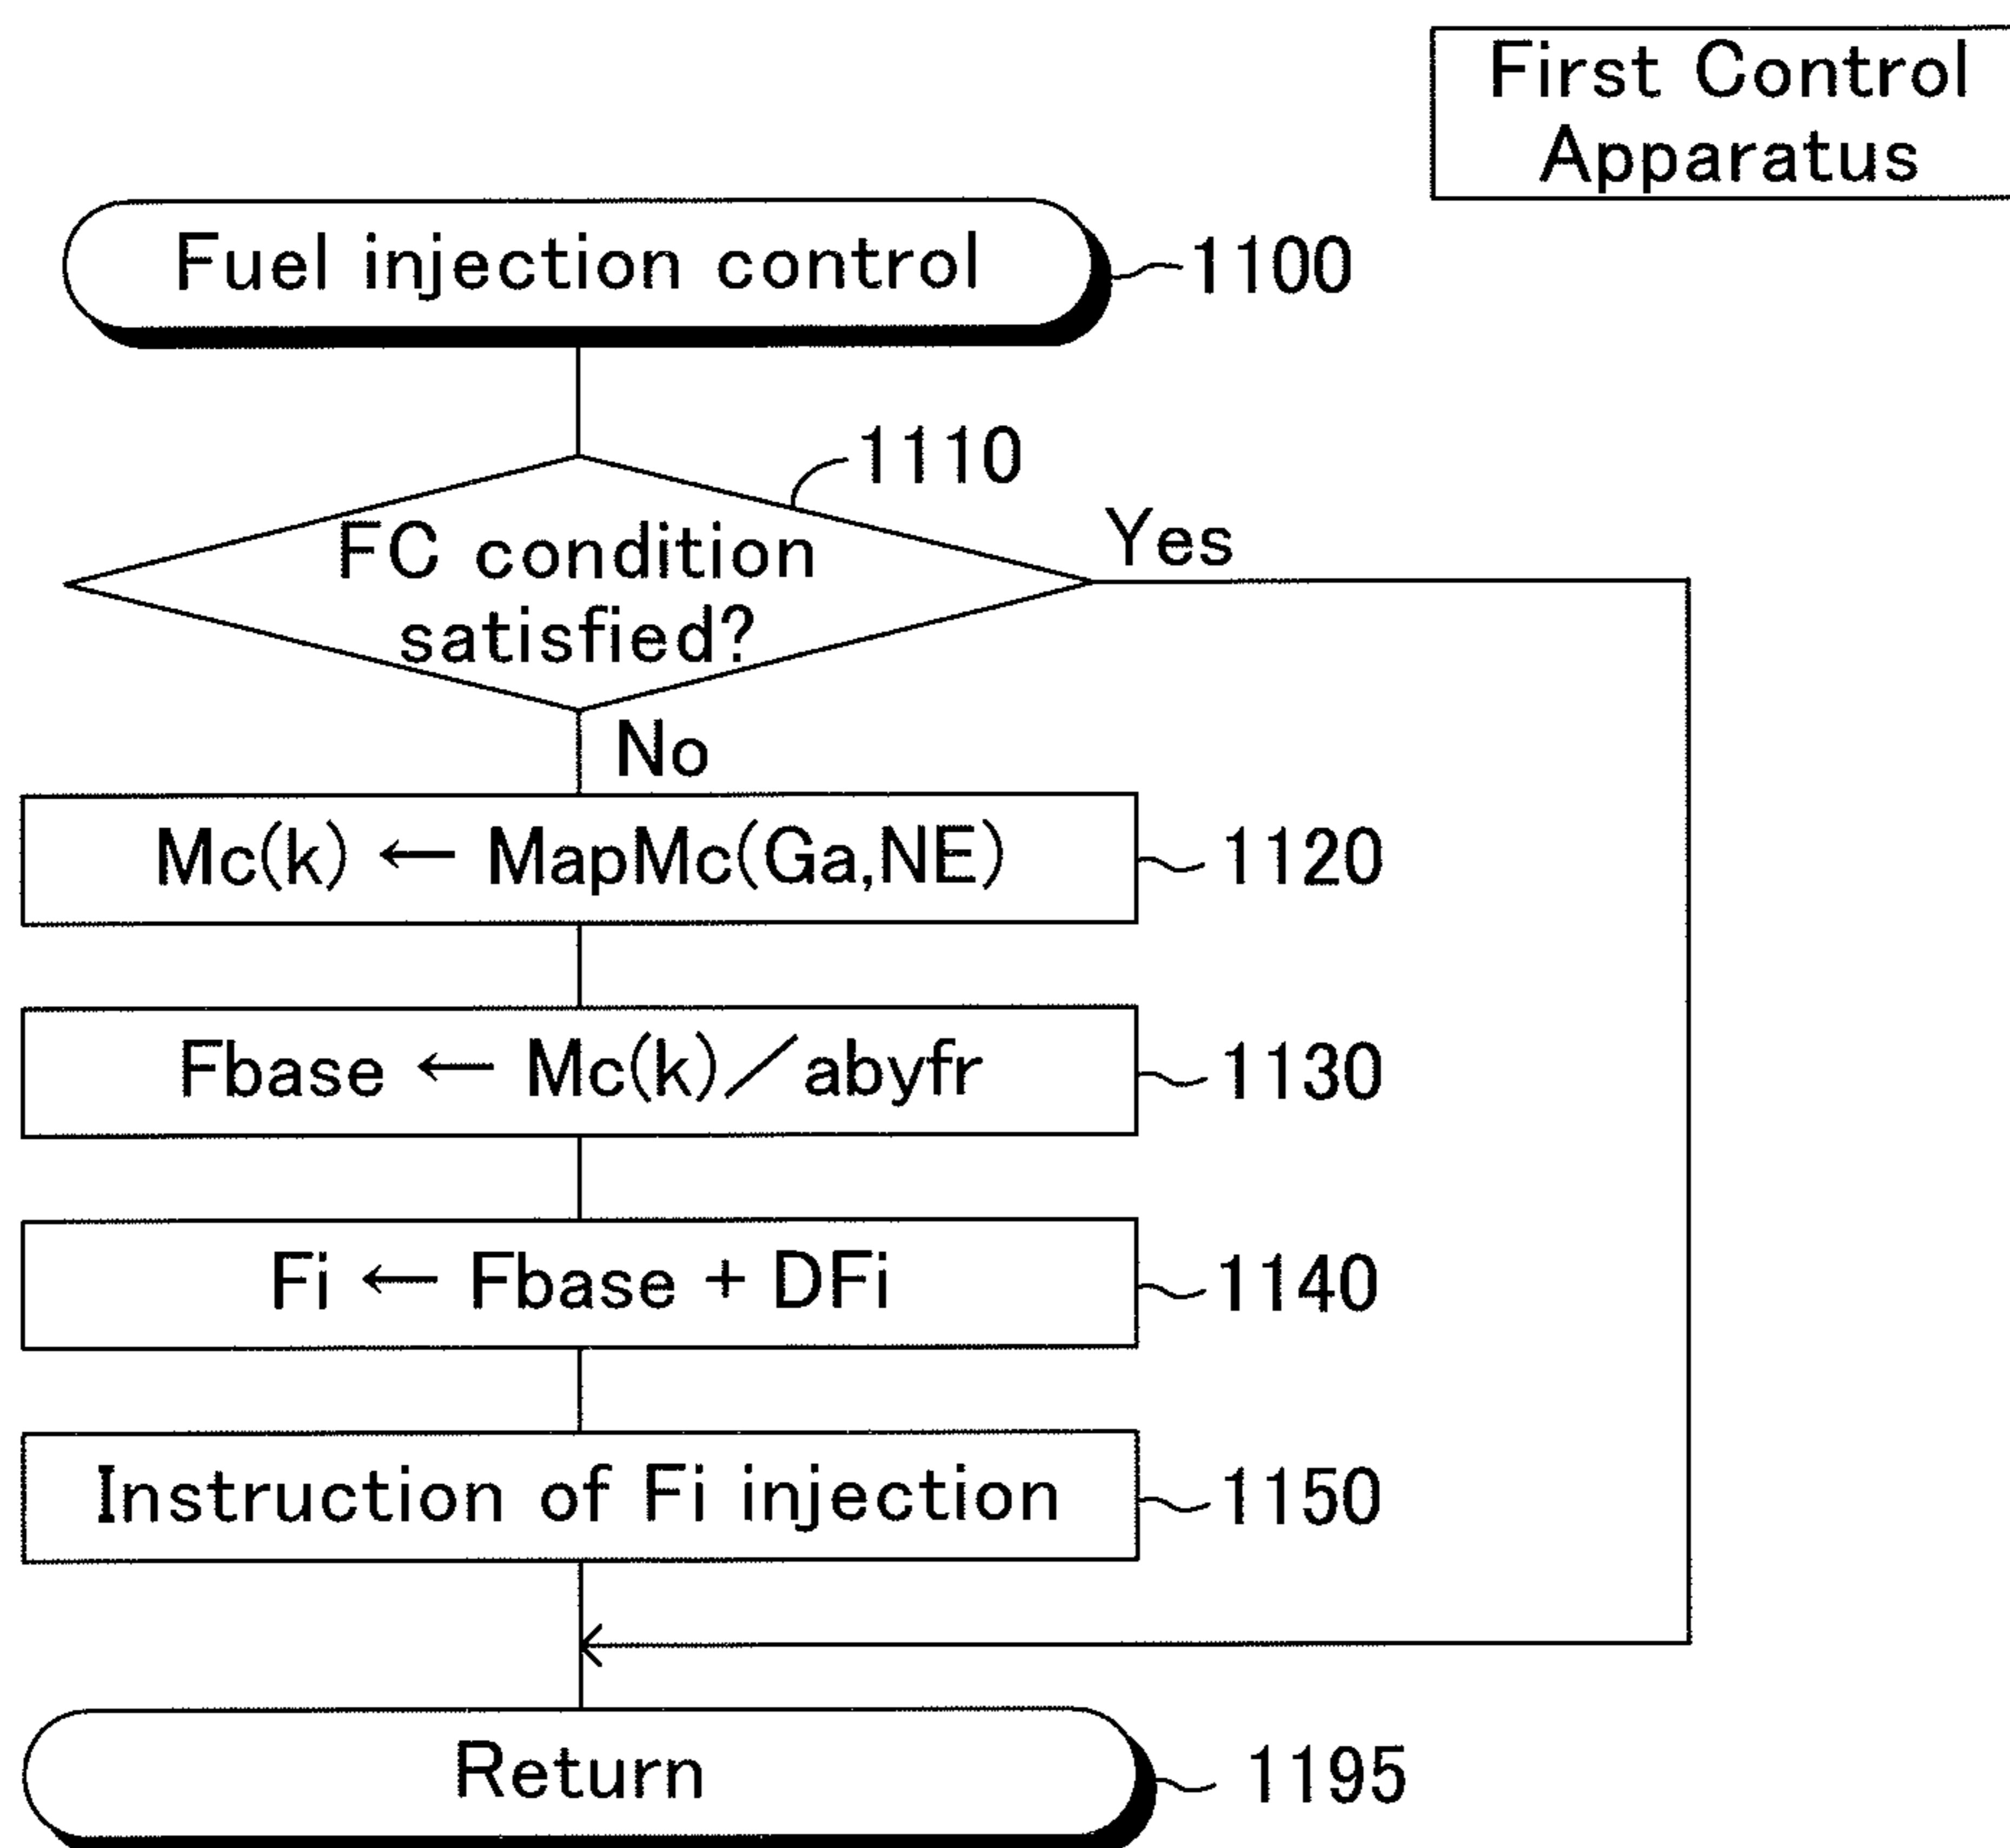 First Control
Apparatus
Fuel injection control
1100
1110
FC condition
satisfied?
Yes
No
Mc(k) ← MapMc(Ga,NE)
1120
Fbase ← Mc(k)／abyfr
1130
Fi ← Fbase + DFi
1140
Instruction of Fi injection
1150
Return
1195